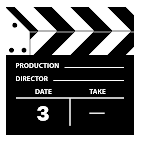 PRODUCTION
DIRECTOR
DATE TAKE
3 —